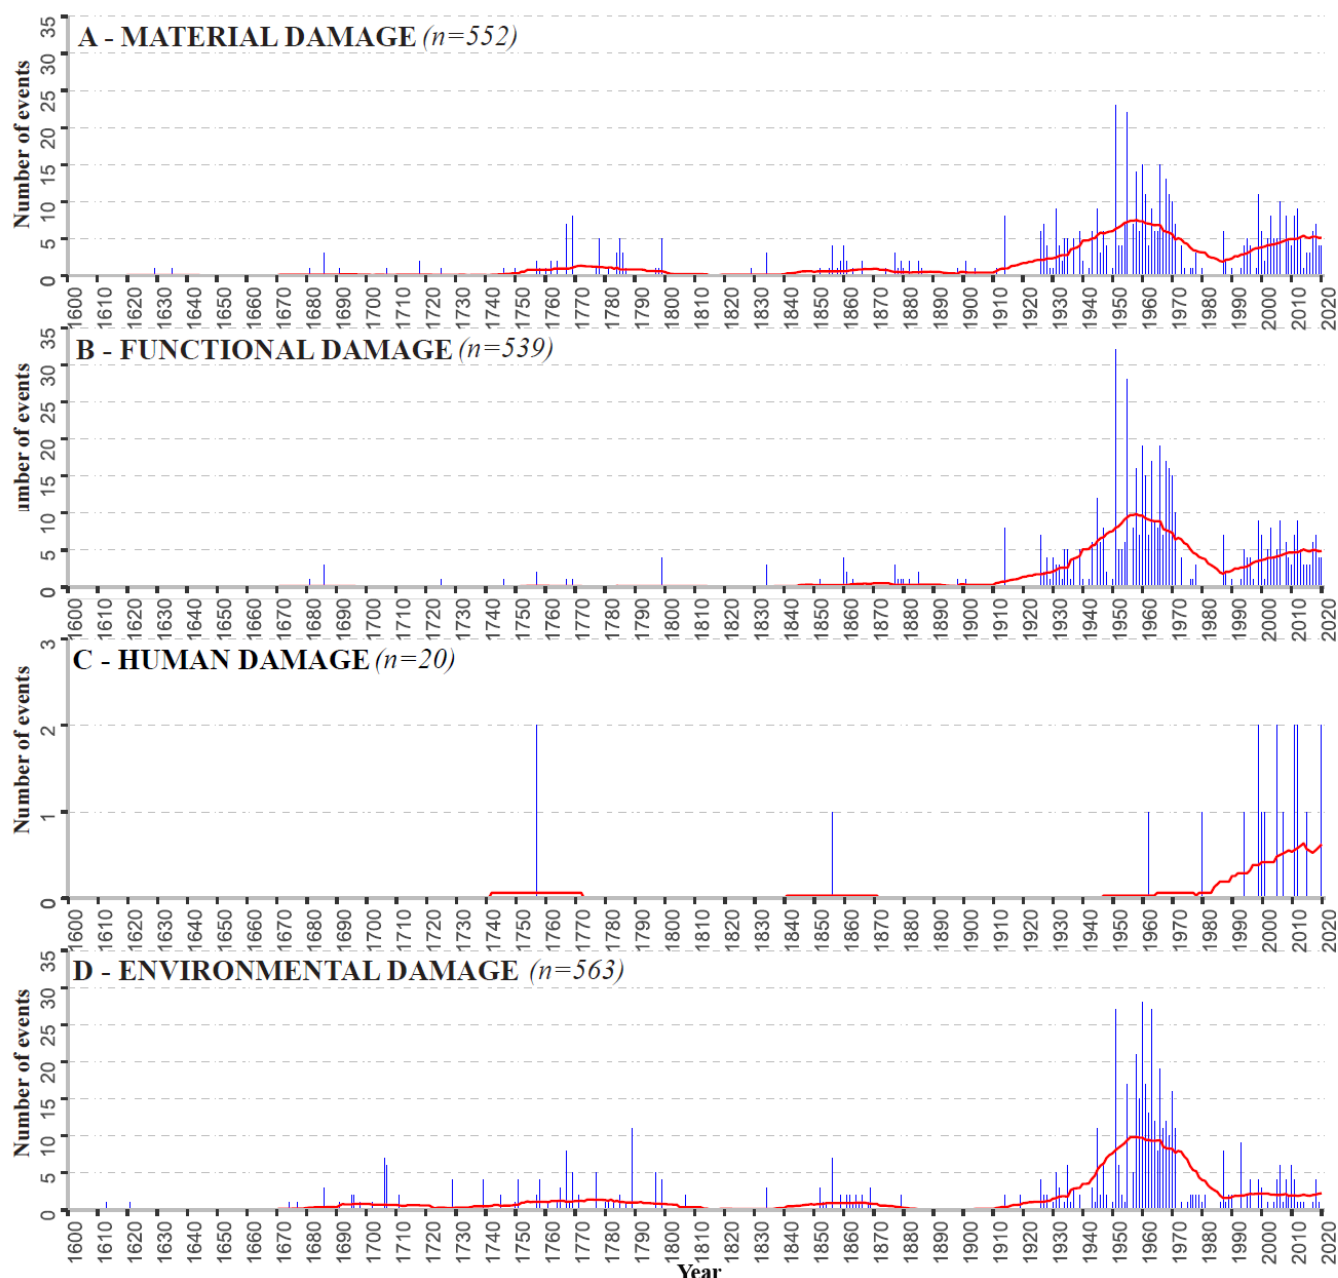 A - MATERIAL DAMAGE (n=552)
Number of events
35
30
25
20
15
10
5
0
1600 1610 1620 1630 1640 1650 1660 1670 1680 1690 1700 1710 1720 1730 1740 1750 1760 1770 1780 1790 1800 1810 1820 1830 1840 1850 1860 1870 1880 1890 1900 1910 1920 1930 1940 1950 1960 1970 1980 1990 2000 2010 2020
B - FUNCTIONAL DAMAGE (n=539)
umber of events
35
30
25
20
15
10
5
0
1600 1610 1620 1630 1640 1650 1660 1670 1680 1690 1700 1710 1720 1730 1740 1750 1760 1770 1780 1790 1800 1810 1820 1830 1840 1850 1860 1870 1880 1890 1900 1910 1920 1930 1940 1950 1960 1970 1980 1990 2000 2010 2020
C - HUMAN DAMAGE (n=20)
Number of events
3
2
1
0
1600 1610 1620 1630 1640 1650 1660 1670 1680 1690 1700 1710 1720 1730 1740 1750 1760 1770 1780 1790 1800 1810 1820 1830 1840 1850 1860 1870 1880 1890 1900 1910 1920 1930 1940 1950 1960 1970 1980 1990 2000 2010 2020
D - ENVIRONMENTAL DAMAGE (n=563)
Number of events
35
30
25
20
15
10
5
0
1600 1610 1620 1630 1640 1650 1660 1670 1680 1690 1700 1710 1720 1730 1740 1750 1760 1770 1780 1790 1800 1810 1820 1830 1840 1850 1860 1870 1880 1890 1900 1910 1920 1930 1940 1950 1960 1970 1980 1990 2000 2010 2020
Year